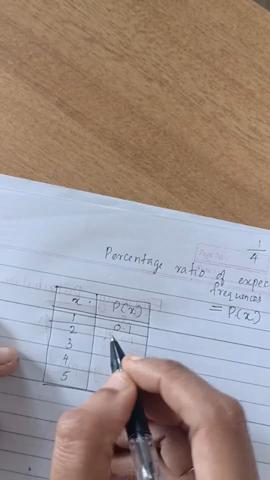 1
4
Percentage ratio of expec
frequencies
= P(x)
x. P(x)
1 0.1
2
3
4
5